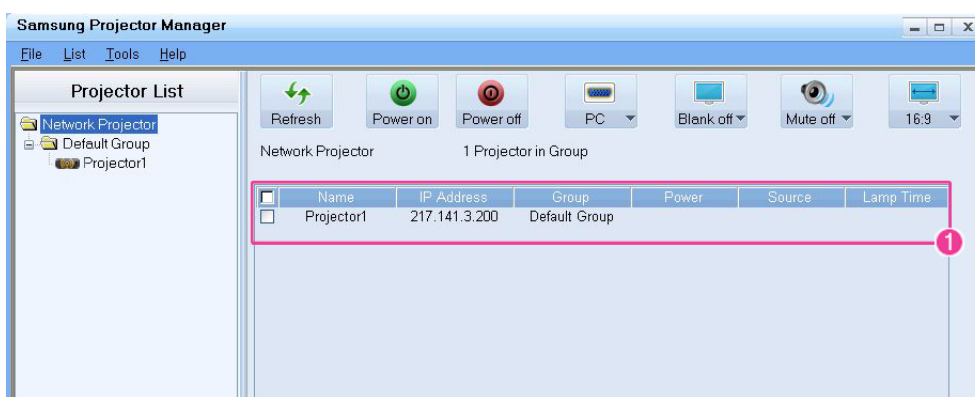 Samsung Projector Manager
File List Tools Help
Projector List
Network Projector
Default Group
Projector1
Refresh Power on Power off PC Blank off Mute off 16:9
Network Projector 1 Projector in Group
Name IP Address Group Power Source Lamp Time
Projector1 217.141.3.200 Default Group
1